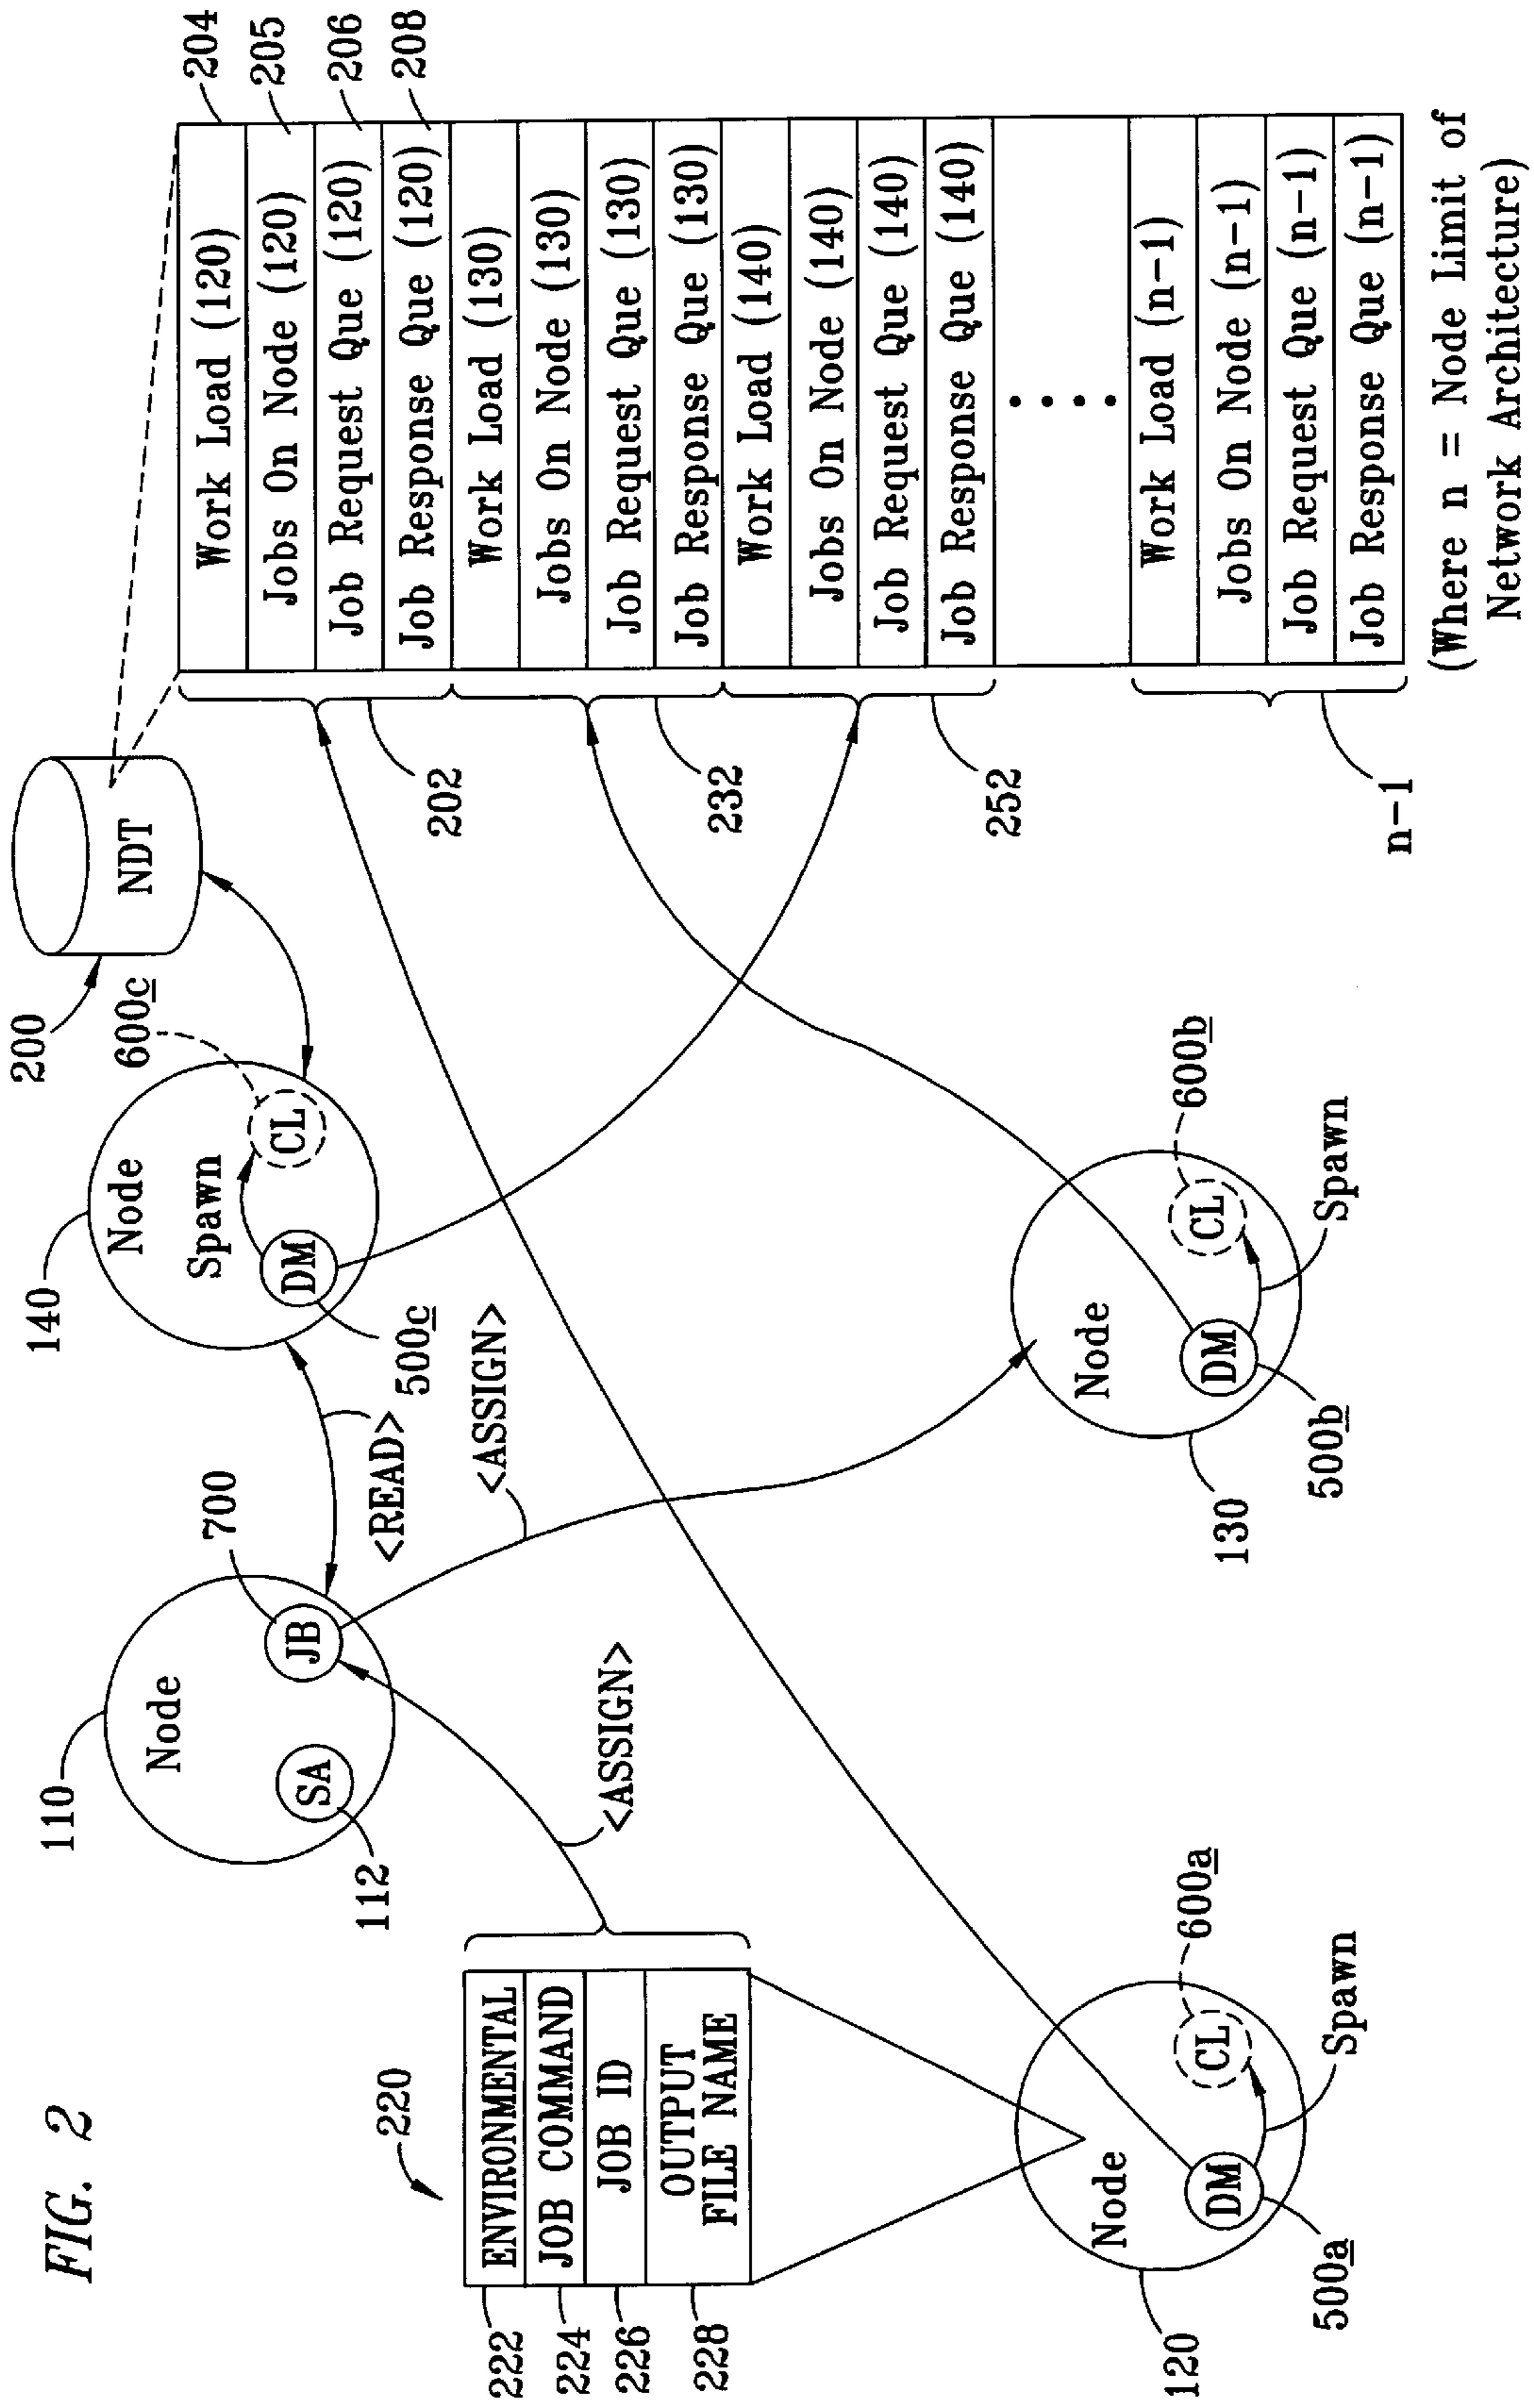 FIG. 2
220
222
ENVIRONMENTAL
224
JOB COMMAND
226
JOB ID
228
OUTPUT
FILE NAME
<ASSIGN>
110
Node
SA
112
JB
700
<READ>
<ASSIGN>
140
Node
Spawn
DM
CL
500c
600c
200
NDT
120
Node
DM
500a
CL
600a
Spawn
130
Node
DM
500b
CL
600b
Spawn
202
232
252
n-1
Work Load (120)
204
Jobs On Node (120)
205
Job Request Que (120)
206
Job Response Que (120)
208
Work Load (130)
Jobs On Node (130)
Job Request Que (130)
Job Response Que (130)
Work Load (140)
Jobs On Node (140)
Job Request Que (140)
Job Response Que (140)
Work Load (n-1)
Jobs On Node (n-1)
Job Request Que (n-1)
Job Response Que (n-1)
(Where n = Node Limit of
Network Architecture)